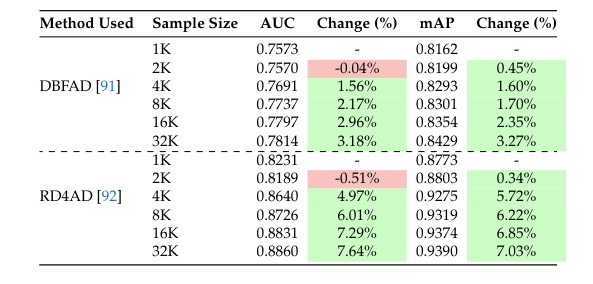 Method Used Sample Size AUC Change (%) mAP Change (%)
1K 0.7573 - 0.8162 -
2K 0.7570 -0.04% 0.8199 0.45%
DBFAD [91] 4K 0.7691 1.56% 0.8293 1.60%
8K 0.7737 2.17% 0.8301 1.70%
16K 0.7797 2.96% 0.8354 2.35%
32K 0.7814 3.18% 0.8429 3.27%
1K 0.8231 - 0.8773 -
2K 0.8189 -0.51% 0.8803 0.34%
RD4AD [92] 4K 0.8640 4.97% 0.9275 5.72%
8K 0.8726 6.01% 0.9319 6.22%
16K 0.8831 7.29% 0.9374 6.85%
32K 0.8860 7.64% 0.9390 7.03%